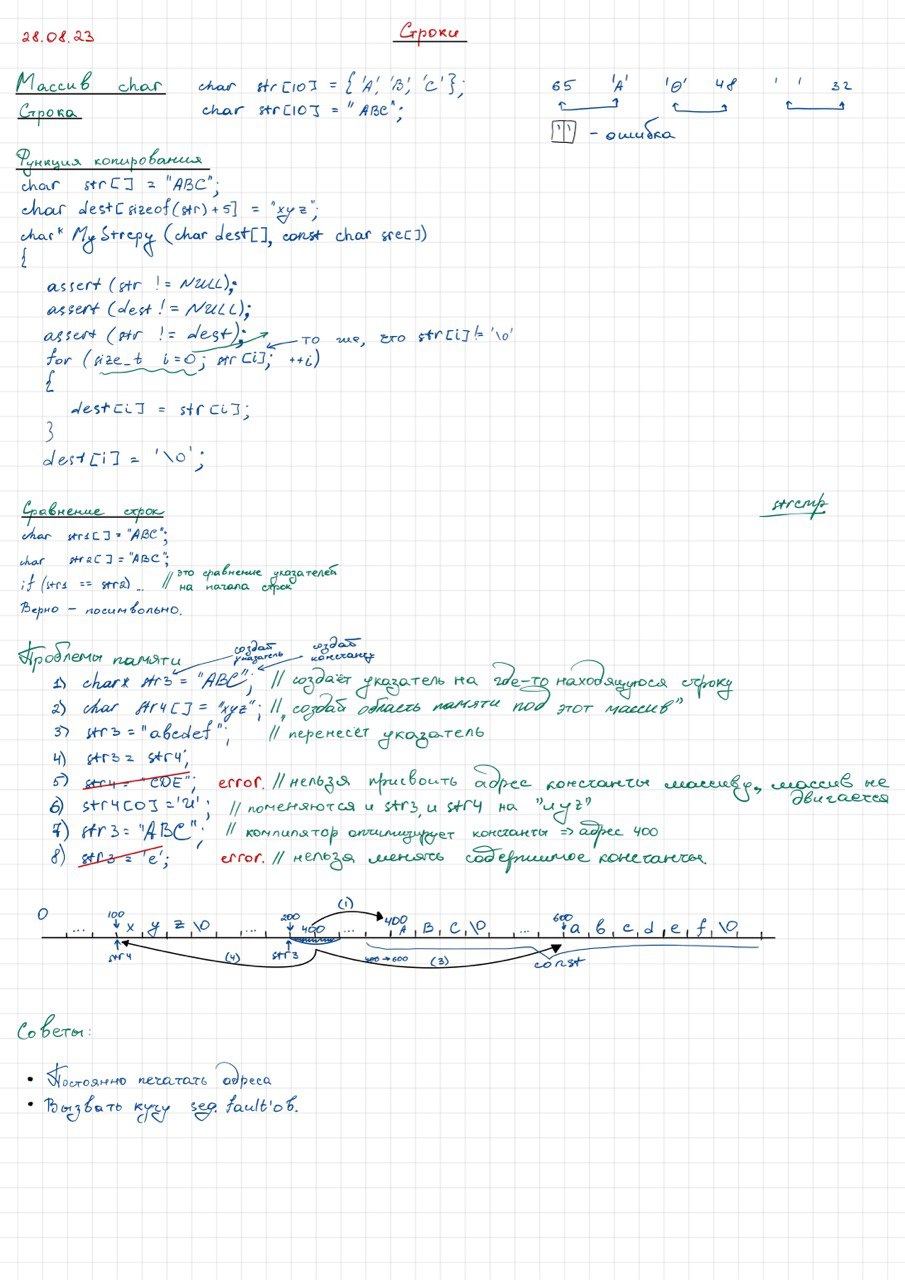 28.08.23
Строки
Массив char char str[10] = {'A', 'B', 'C'}; 65 'A' '0' 48 ' ' 32
Строка char str[10] = "ABC";
'' - ошибка
Функция копирования
char str[] = "ABC";
char dest[sizeof(str)+5] = "xyz";
char* MyStrcpy (char dest[], const char src[])
{
assert (str != NULL);
assert (dest != NULL);
assert (str != dest);
то же, что str[i] != '\0'
for (size_t i=0; str[i]; ++i)
{
dest[i] = str[i];
}
dest[i] = '\0';
Сравнение строк
strcmp
char str1[] = "ABC";
char str2[] = "ABC";
if (str1 == str2) ... // это сравнение указателей
на начала строк
Верно - посимвольно.
Проблемы памяти
создай указатель
создай константу
1) char* str3 = "ABC"; // создаёт указатель на где-то находящуюся строку
2) char str4[] = "xyz"; // "создай область памяти под этот массив"
3) str3 = "abcdef"; // перенесёт указатель
4) str3 = str4;
5) str4 = "CDE"; error. // нельзя присвоить адрес константы массиву, массив не
двигается
6) str4[0] = 'u'; // поменяются и str3, и str4 на "uyz"
7) str3 = "ABC"; // компилятор оптимизирует константы => адрес 400
8) str3 = 'e'; error. // нельзя менять содержимое константы.
0 100 200 (1) 400 600
... x y z \0 ... 400 ... A B C \0 ... a b c d e f \0
str4 (4) str3 400→600 (3) const
Советы:
• Постоянно печатать адреса
• Вызвать кучу seg. fault'ов.